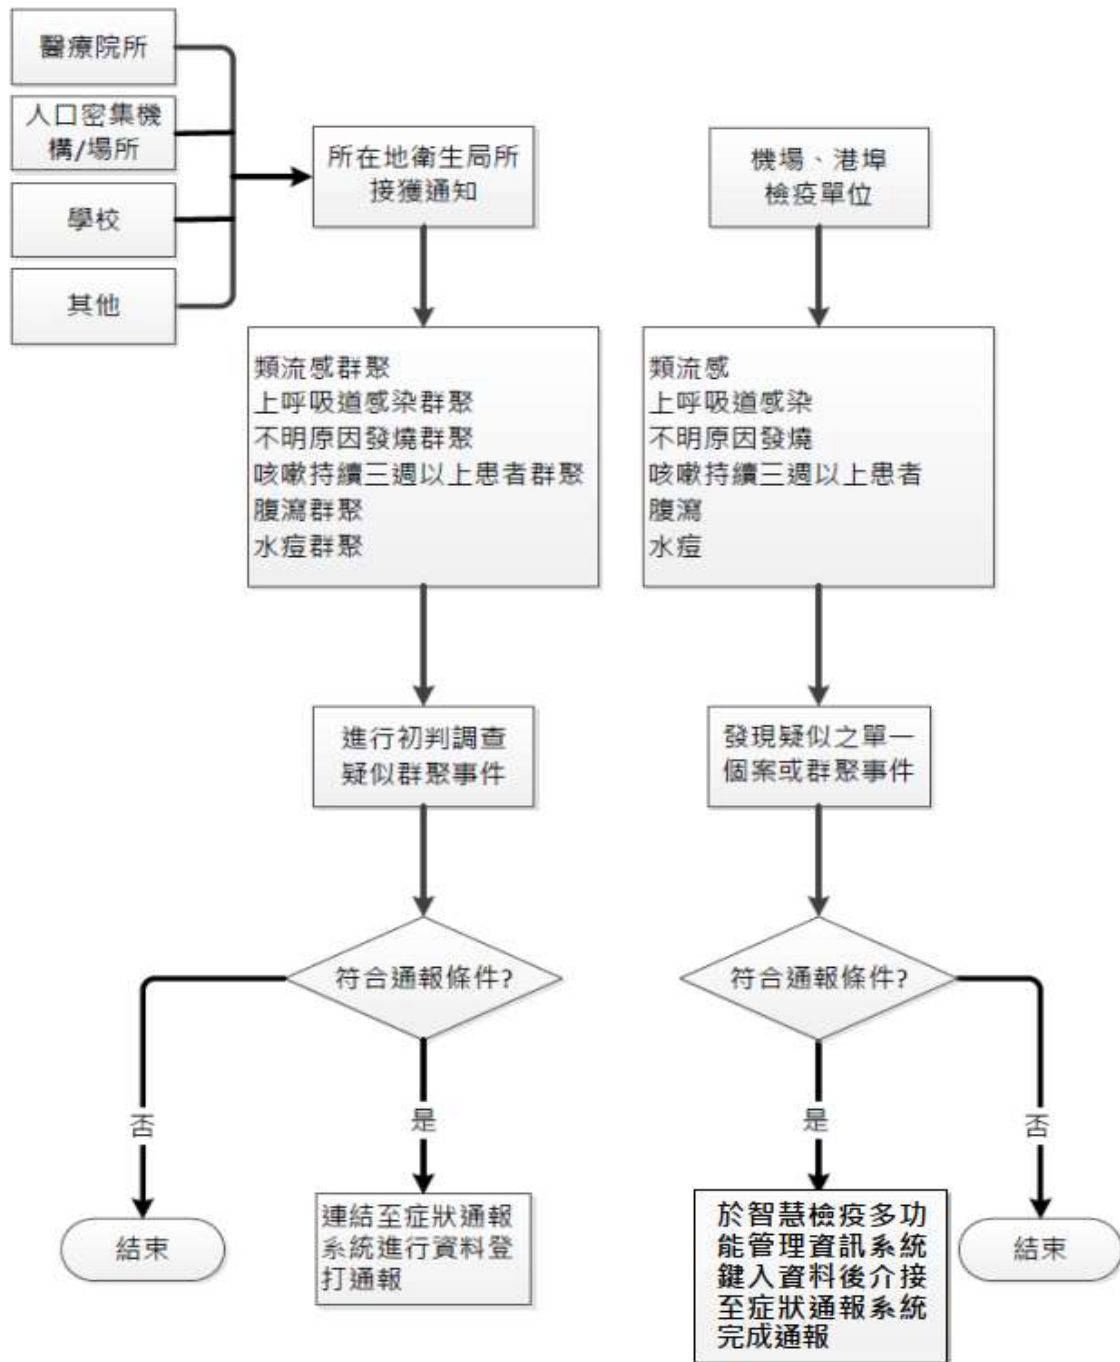 醫療院所
人口密集機
構/場所
學校
其他
所在地衛生局所
接獲通知
類流感群聚
上呼吸道感染群聚
不明原因發燒群聚
咳嗽持續三週以上患者群聚
腹瀉群聚
水痘群聚
進行初判調查
疑似群聚事件
符合通報條件?
否
是
結束
連結至症狀通報
系統進行資料登
打通報
機場、港埠
檢疫單位
類流感
上呼吸道感染
不明原因發燒
咳嗽持續三週以上患者
腹瀉
水痘
發現疑似之單一
個案或群聚事件
符合通報條件?
是
否
於智慧檢疫多功
能管理資訊系統
鍵入資料後介接
至症狀通報系統
完成通報
結束